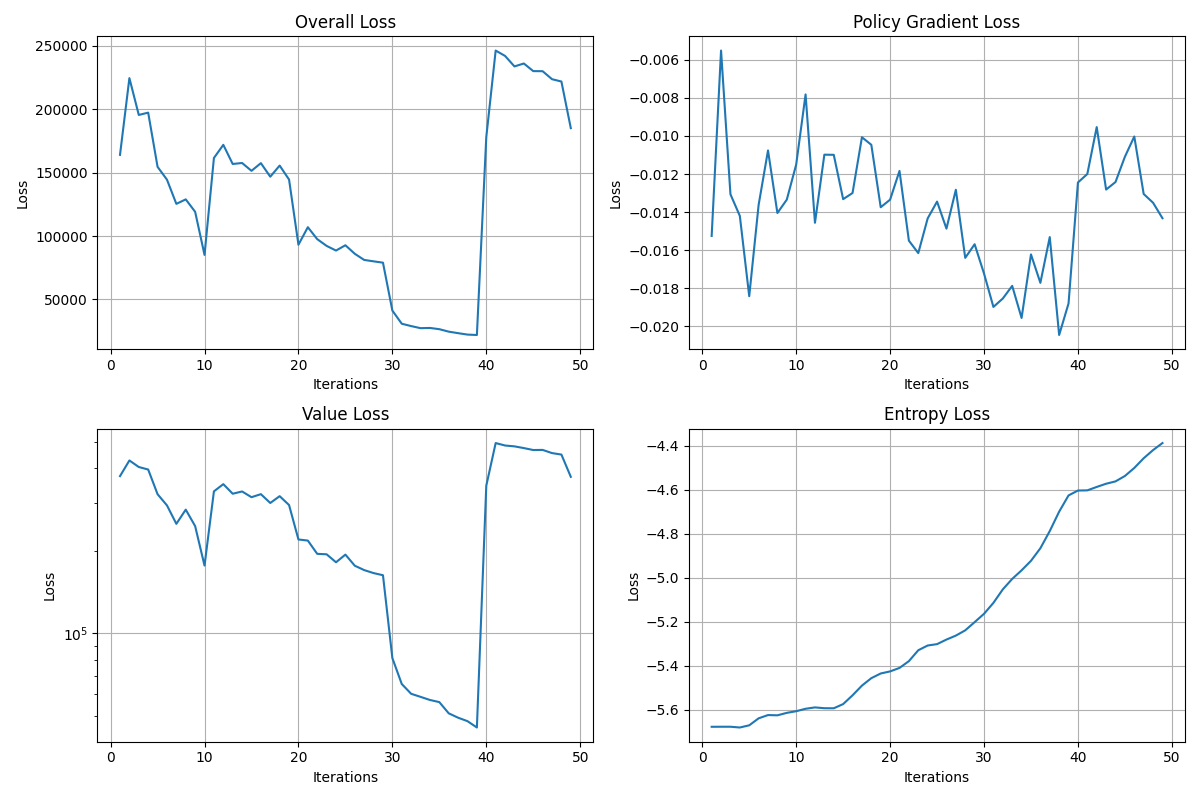 Overall Loss
250000
200000
150000
100000
50000
Loss
0 10 20 30 40 50
Iterations
Policy Gradient Loss
−0.006
−0.008
−0.010
−0.012
−0.014
−0.016
−0.018
−0.020
Loss
0 10 20 30 40 50
Iterations
Value Loss
10⁵
Loss
0 10 20 30 40 50
Iterations
Entropy Loss
−4.4
−4.6
−4.8
−5.0
−5.2
−5.4
−5.6
Loss
0 10 20 30 40 50
Iterations